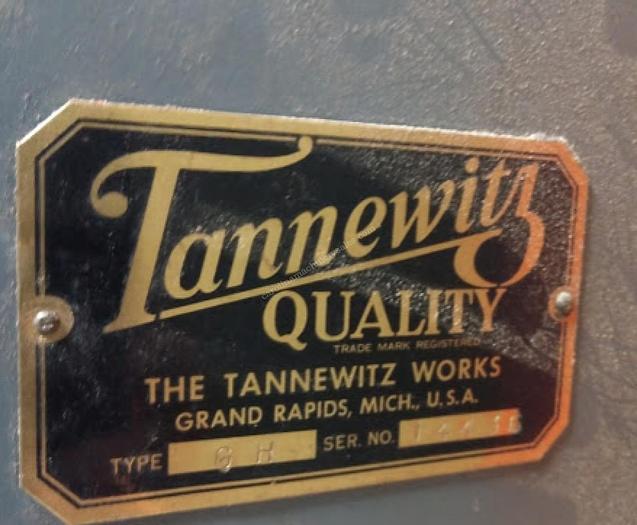 Tannewitz
QUALITY
TRADE MARK REGISTERED
THE TANNEWITZ WORKS
GRAND RAPIDS, MICH., U.S.A.
TYPE G H SER. NO.